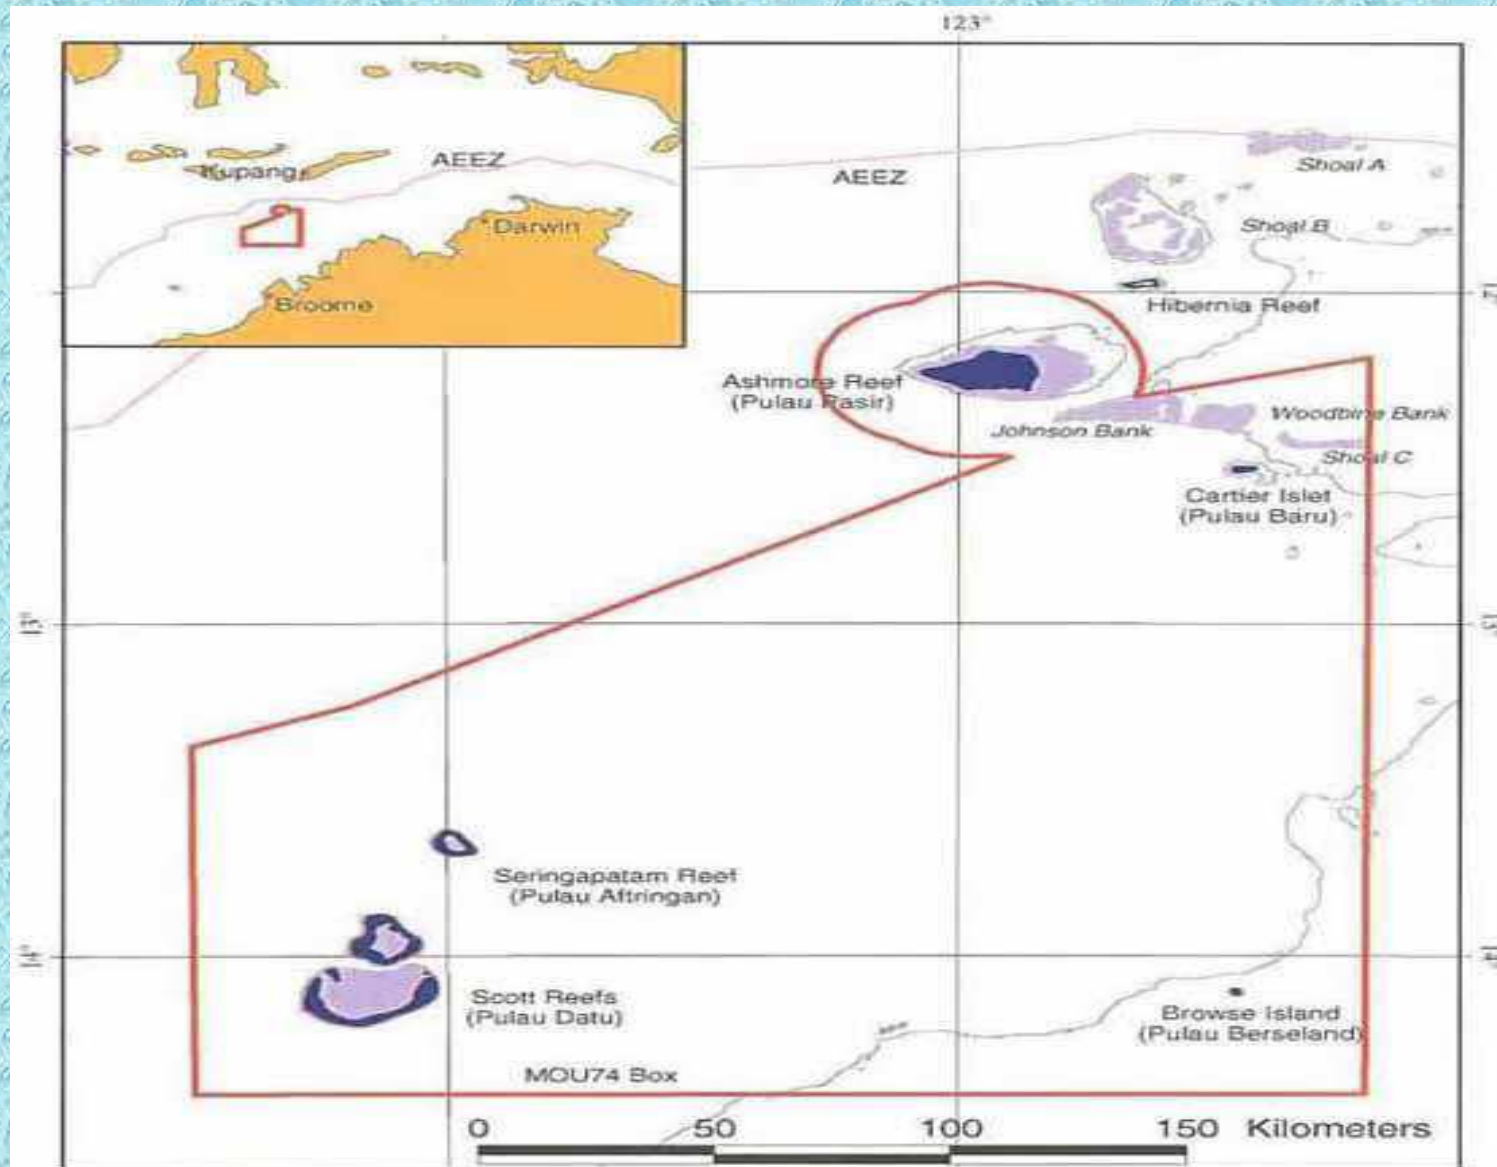 123°
AEEZ
Kupang
Darwin
Broome
AEEZ
Shoal A
Shoal B
Hibernia Reef
Ashmore Reef
(Pulau Pasir)
Johnson Bank
Woodbine Bank
Shoal C
Cartier Islet
(Pulau Baru)
13°
13°
Seringapatam Reef
(Pulau Aftringan)
14°
14°
Scott Reefs
(Pulau Datu)
Browse Island
(Pulau Berseland)
MOU74 Box
0 50 100 150 Kilometers